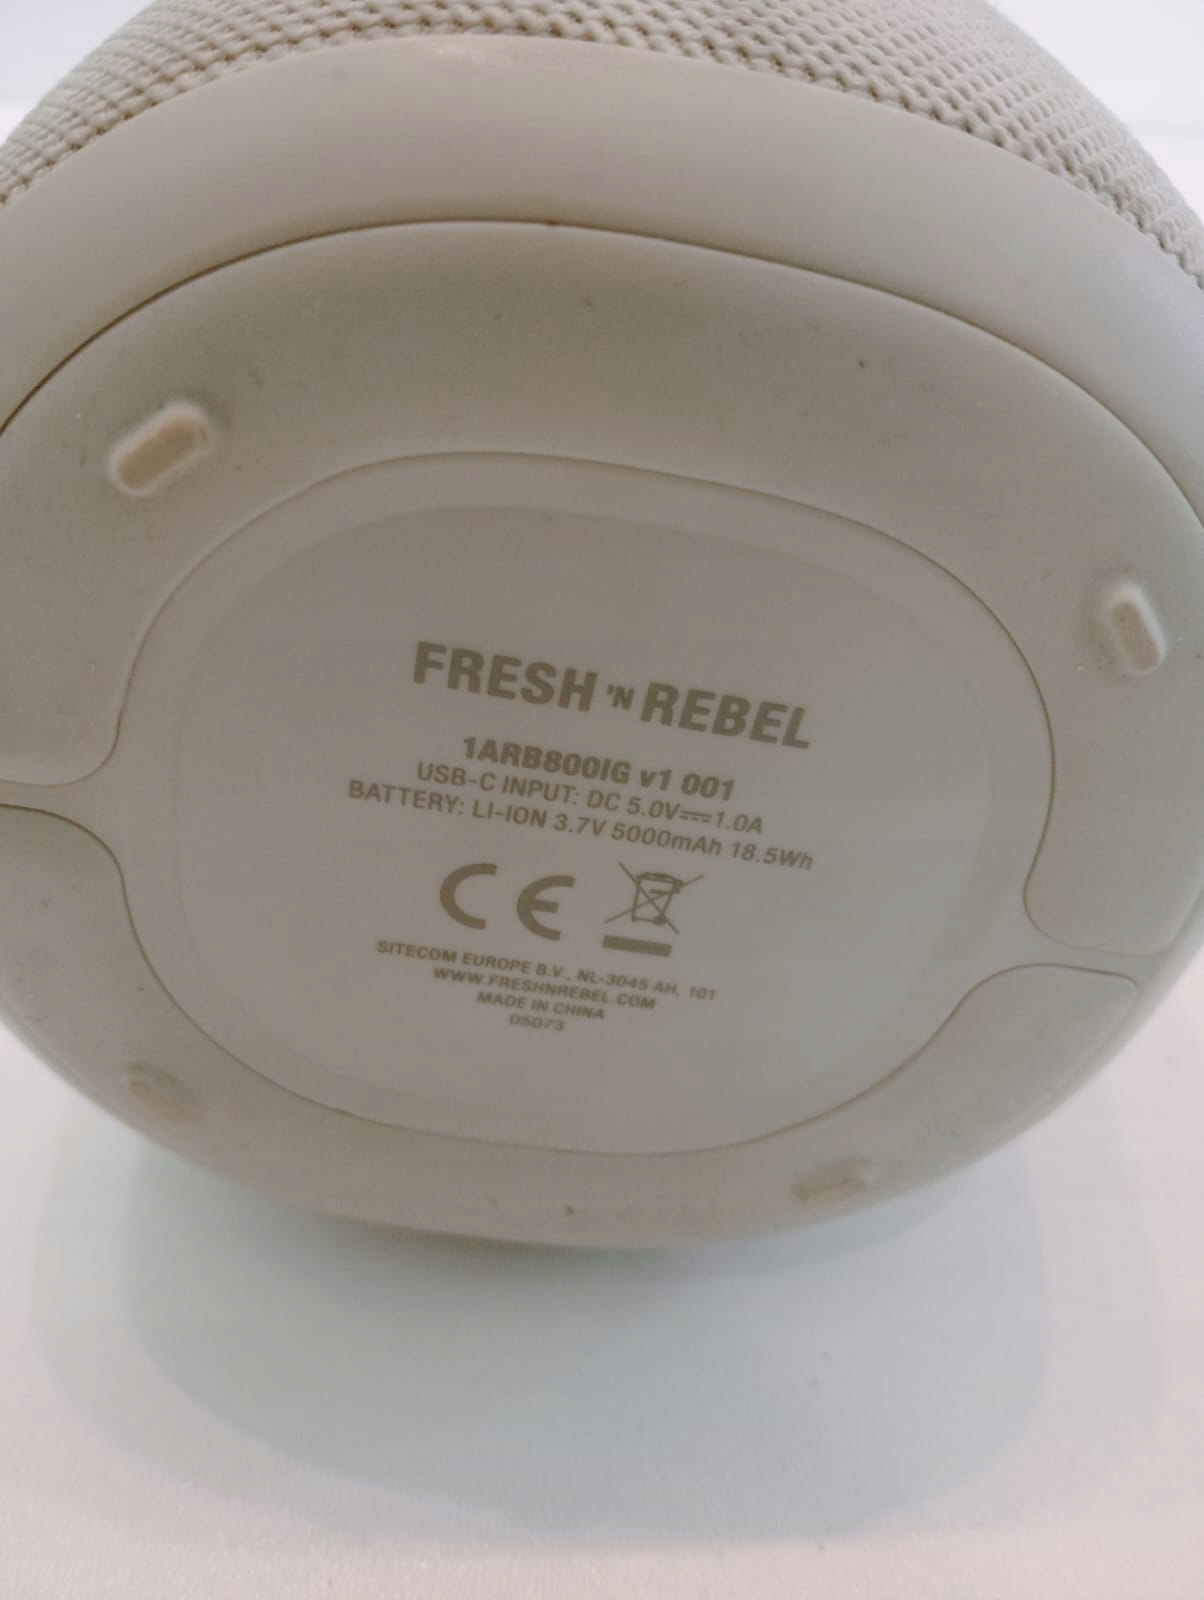 FRESH 'N REBEL
1ARB800IG v1 001
USB-C INPUT: DC 5.0V⎓1.0A
BATTERY: LI-ION 3.7V 5000mAh 18.5Wh
CE
SITECOM EUROPE B.V., NL-3045 AH, 101
WWW.FRESHNREBEL.COM
MADE IN CHINA
05073